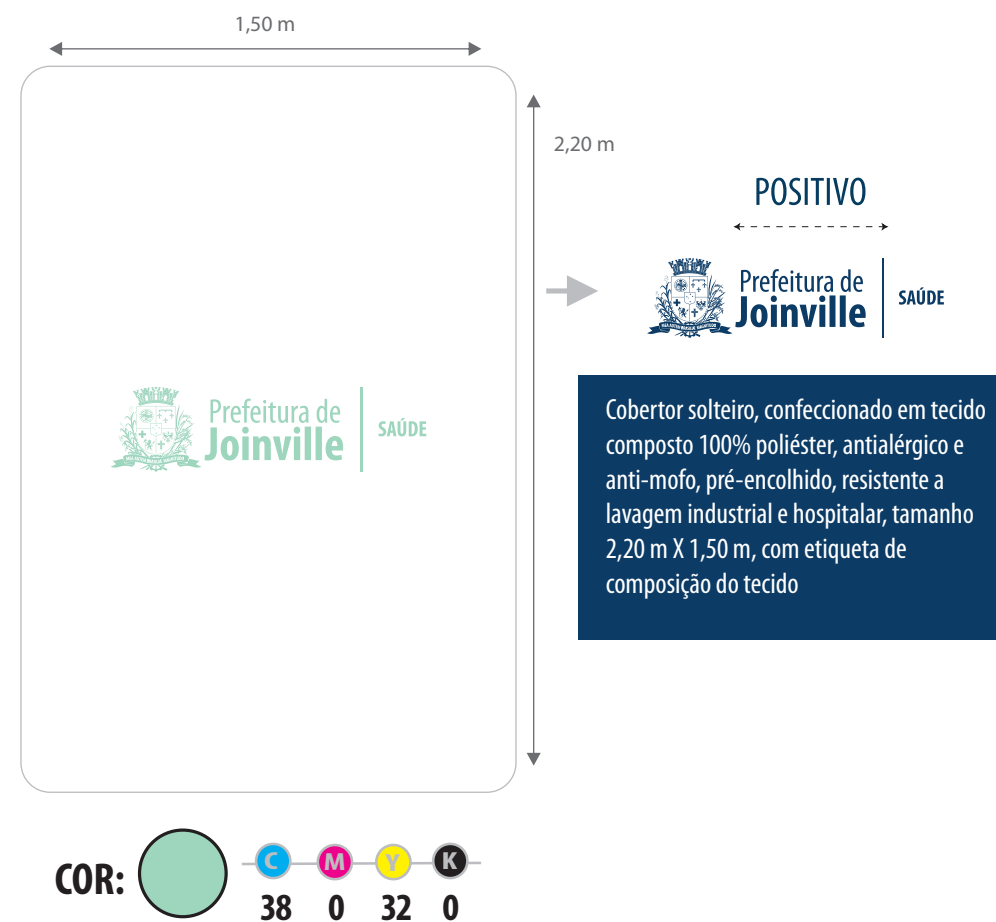 1,50 m
2,20 m
POSITIVO
Prefeitura de
Joinville
SAÚDE
Prefeitura de
Joinville
SAÚDE
Cobertor solteiro, confeccionado em tecido
composto 100% poliéster, antialérgico e
anti-mofo, pré-encolhido, resistente a
lavagem industrial e hospitalar, tamanho
2,20 m X 1,50 m, com etiqueta de
composição do tecido
COR:
C M Y K
38 0 32 0